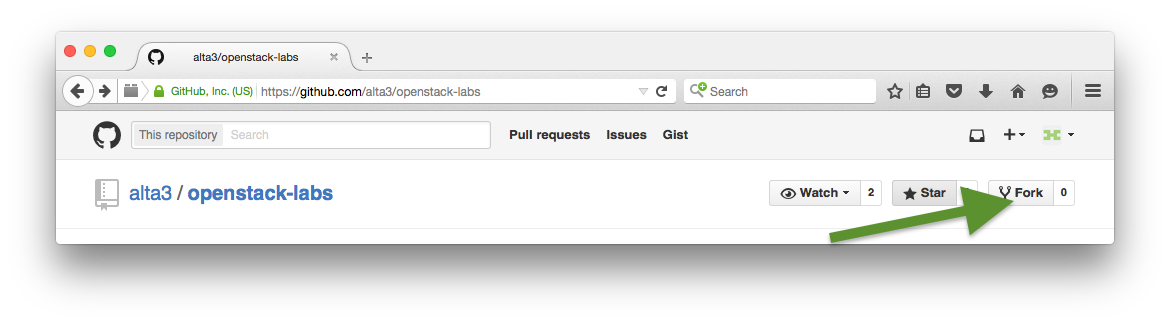 alta3/openstack-labs
GitHub, Inc. (US) https://github.com/alta3/openstack-labs Search
This repository Search Pull requests Issues Gist
alta3 / openstack-labs Watch 2 Star Fork 0